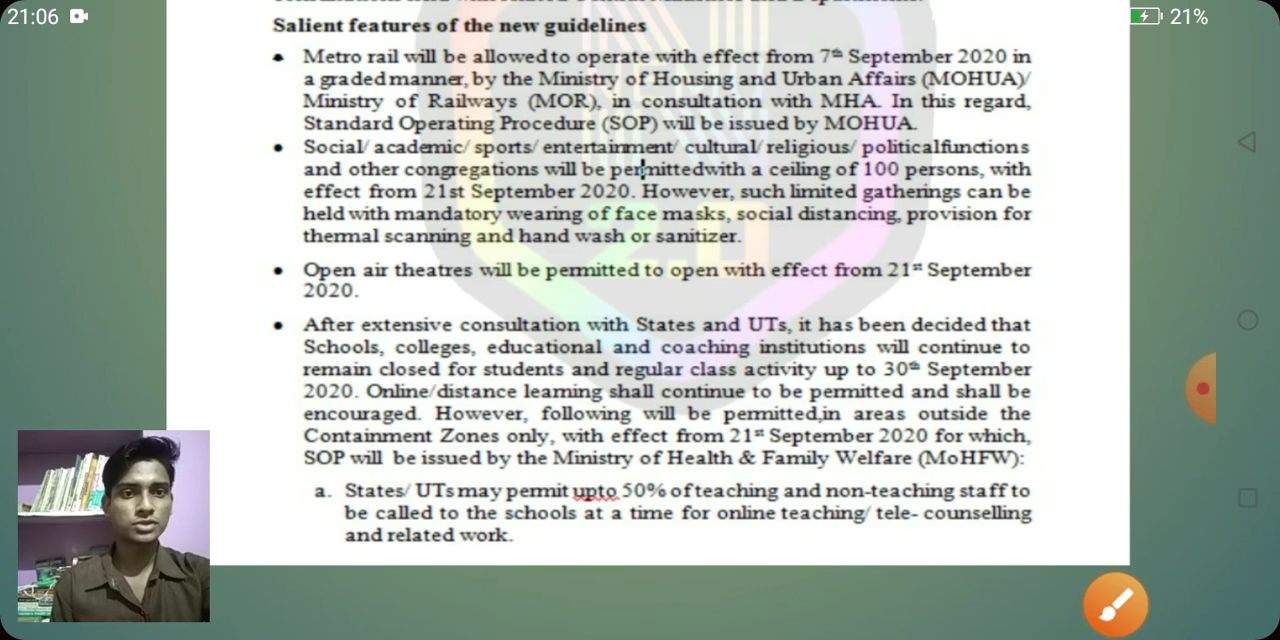 21:06
21%
Salient features of the new guidelines
• Metro rail will be allowed to operate with effect from 7th September 2020 in
a graded manner, by the Ministry of Housing and Urban Affairs (MOHUA)/
Ministry of Railways (MOR), in consultation with MHA. In this regard,
Standard Operating Procedure (SOP) will be issued by MOHUA.
• Social/ academic/ sports/ entertainment/ cultural/ religious/ politicalfunctions
and other congregations will be permittedwith a ceiling of 100 persons, with
effect from 21st September 2020. However, such limited gatherings can be
held with mandatory wearing of face masks, social distancing, provision for
thermal scanning and hand wash or sanitizer.
• Open air theatres will be permitted to open with effect from 21st September
2020.
• After extensive consultation with States and UTs, it has been decided that
Schools, colleges, educational and coaching institutions will continue to
remain closed for students and regular class activity up to 30th September
2020. Online/distance learning shall continue to be permitted and shall be
encouraged. However, following will be permitted,in areas outside the
Containment Zones only, with effect from 21st September 2020 for which,
SOP will be issued by the Ministry of Health & Family Welfare (MoHFW):
a. States/ UTs may permit upto 50% of teaching and non-teaching staff to
be called to the schools at a time for online teaching/ tele- counselling
and related work.
2.0